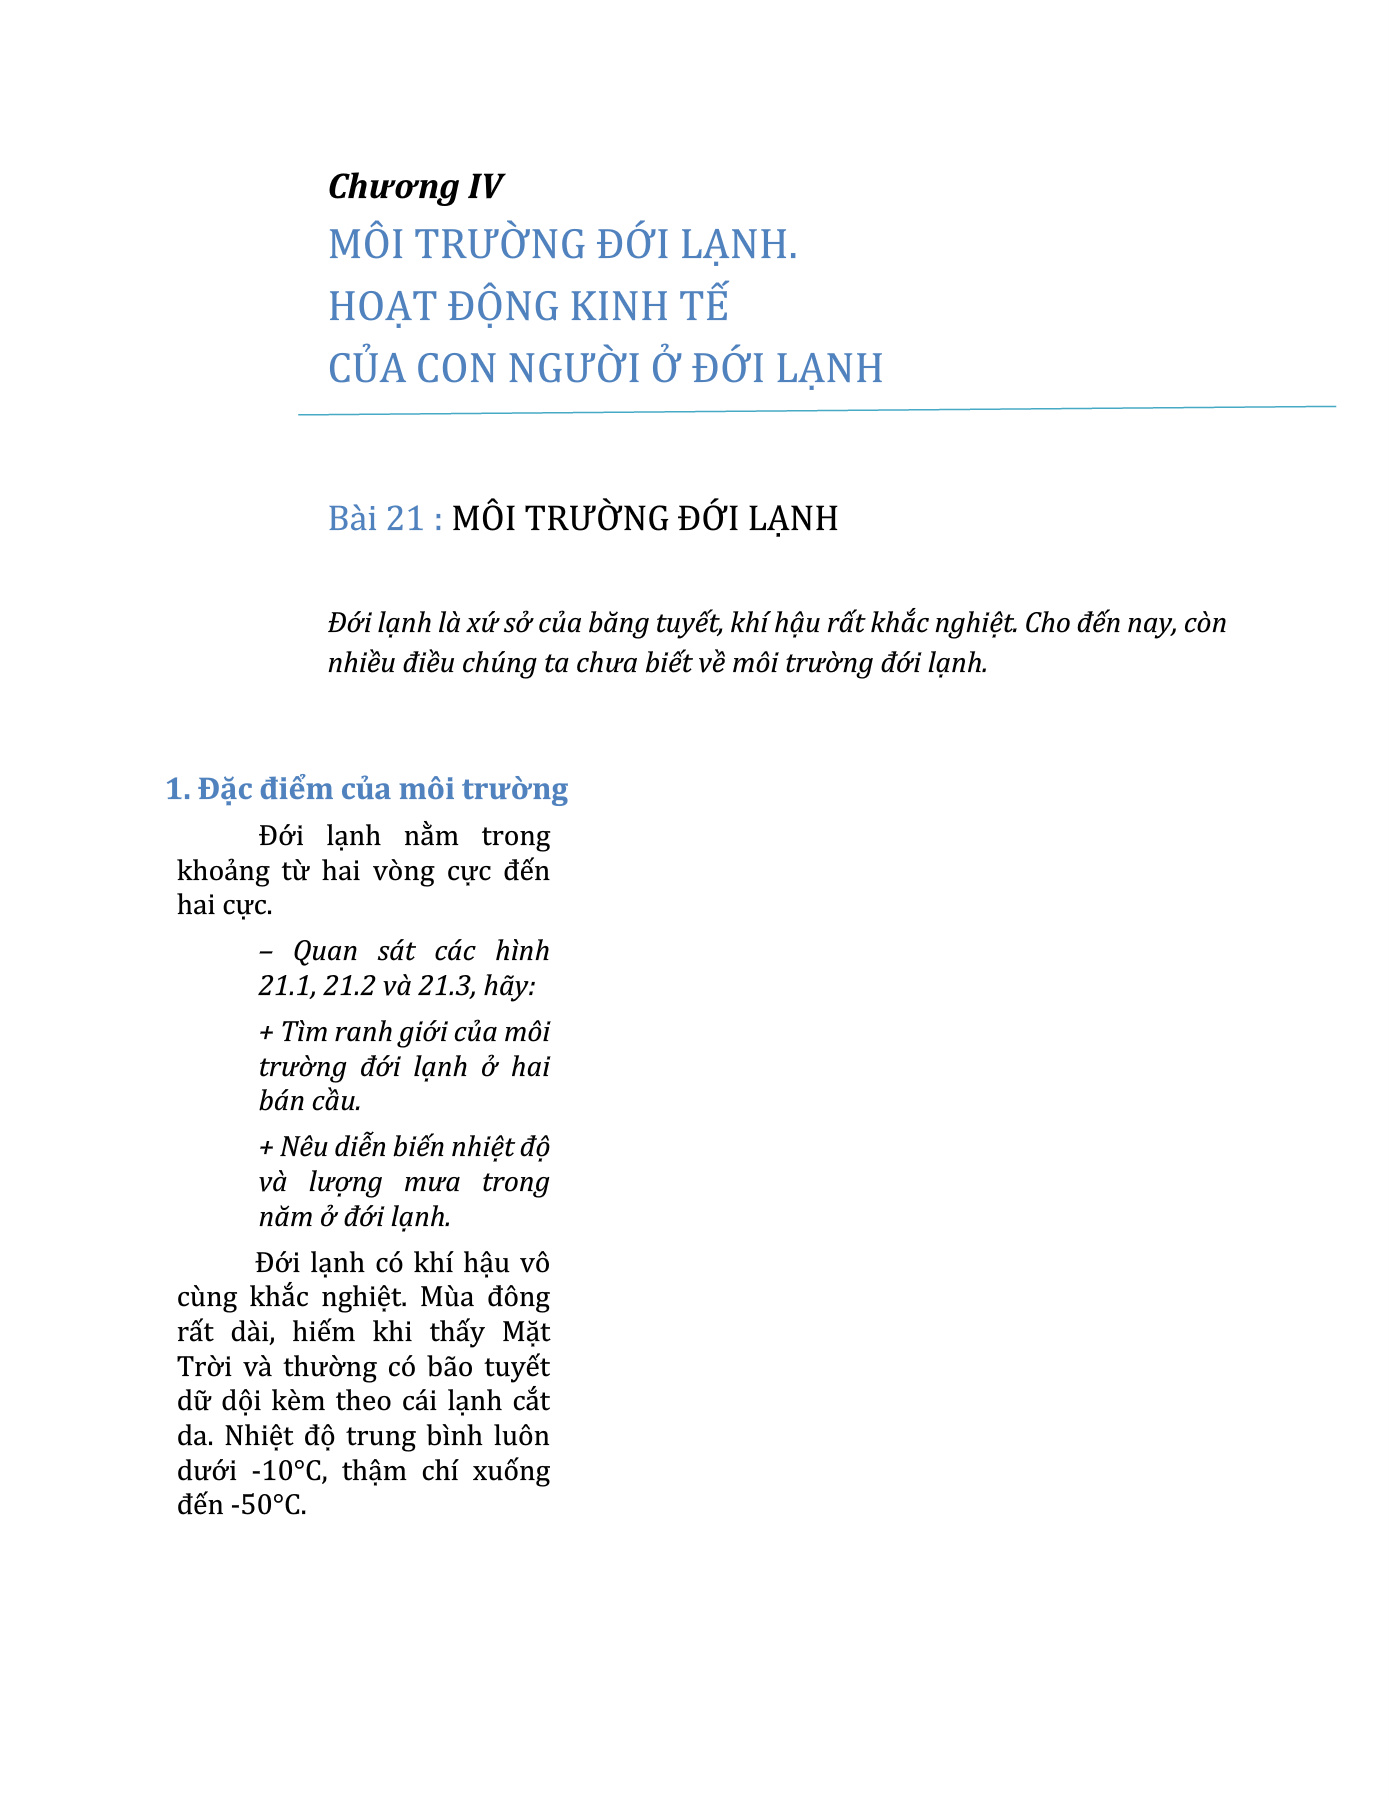 Chương IV
MÔI TRƯỜNG ĐỚI LẠNH.
HOẠT ĐỘNG KINH TẾ
CỦA CON NGƯỜI Ở ĐỚI LẠNH
Bài 21 : MÔI TRƯỜNG ĐỚI LẠNH
Đới lạnh là xứ sở của băng tuyết, khí hậu rất khắc nghiệt. Cho đến nay, còn
nhiều điều chúng ta chưa biết về môi trường đới lạnh.
1. Đặc điểm của môi trường
Đới lạnh nằm trong
khoảng từ hai vòng cực đến
hai cực.
– Quan sát các hình
21.1, 21.2 và 21.3, hãy:
+ Tìm ranh giới của môi
trường đới lạnh ở hai
bán cầu.
+ Nêu diễn biến nhiệt độ
và lượng mưa trong
năm ở đới lạnh.
Đới lạnh có khí hậu vô
cùng khắc nghiệt. Mùa đông
rất dài, hiếm khi thấy Mặt
Trời và thường có bão tuyết
dữ dội kèm theo cái lạnh cắt
da. Nhiệt độ trung bình luôn
dưới -10°C, thậm chí xuống
đến -50°C.